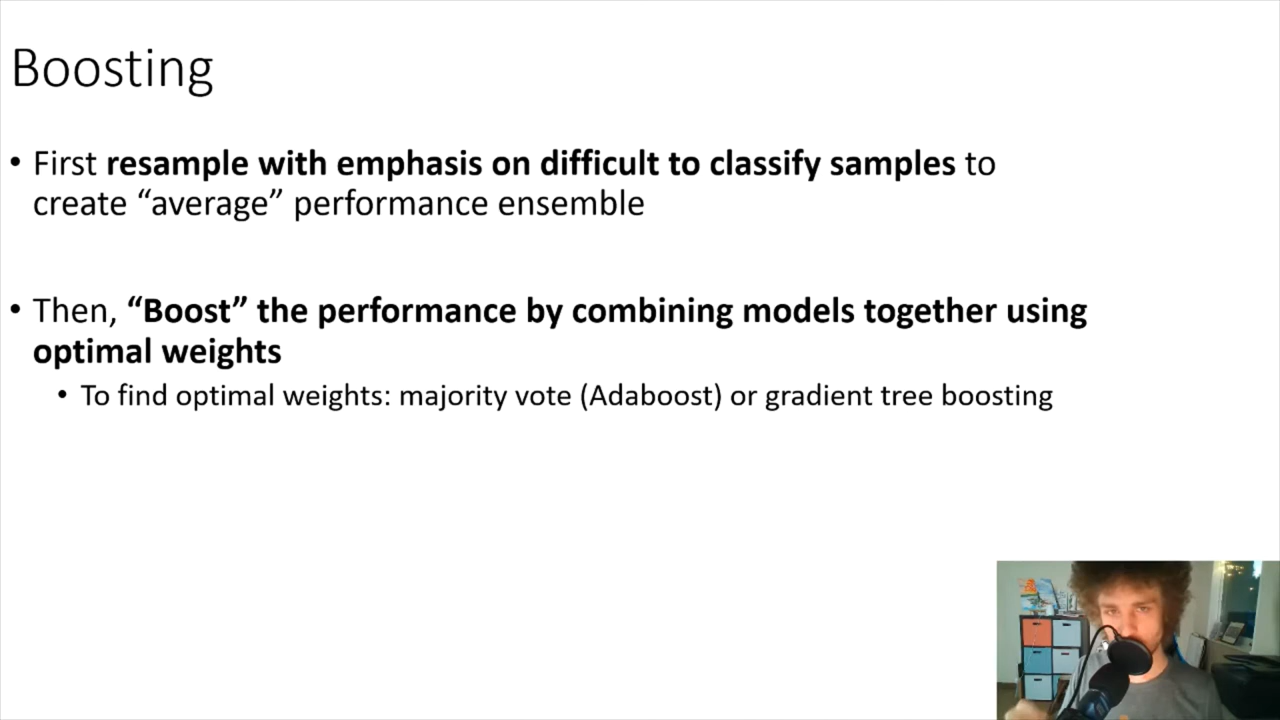 Boosting
• First resample with emphasis on difficult to classify samples to
create “average” performance ensemble
• Then, “Boost” the performance by combining models together using
optimal weights
• To find optimal weights: majority vote (Adaboost) or gradient tree boosting